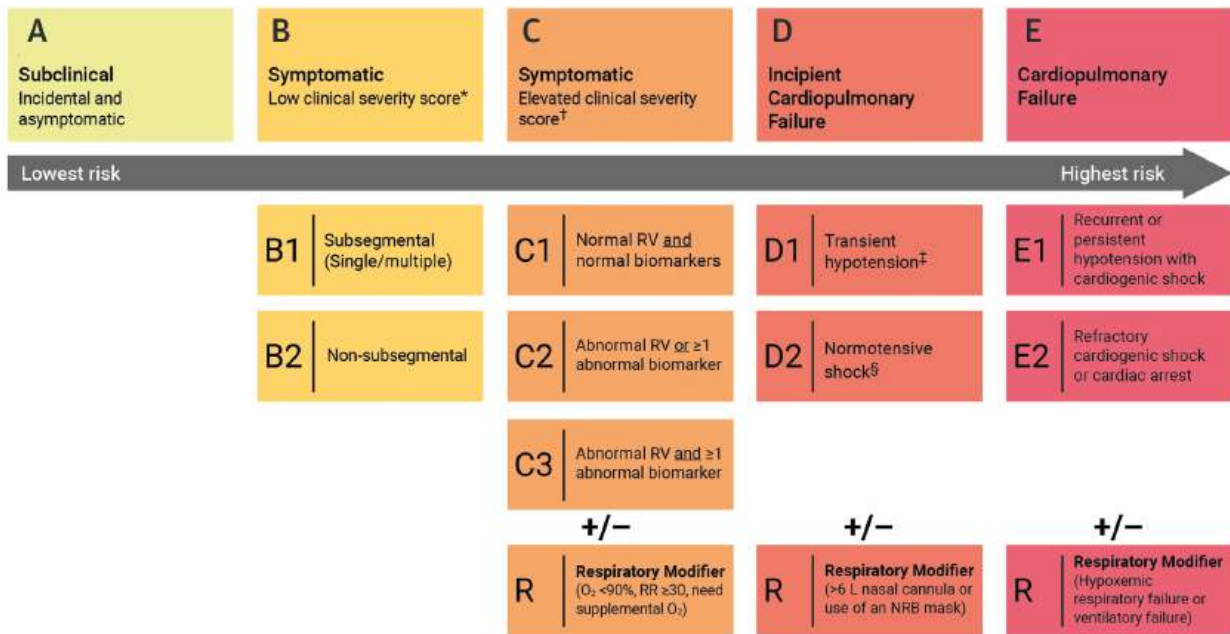 A
Subclinical
Incidental and
asymptomatic
B
Symptomatic
Low clinical severity score*
C
Symptomatic
Elevated clinical severity
score†
D
Incipient
Cardiopulmonary
Failure
E
Cardiopulmonary
Failure
Lowest risk
Highest risk
B1
Subsegmental
(Single/multiple)
C1
Normal RV and
normal biomarkers
D1
Transient
hypotension‡
E1
Recurrent or
persistent
hypotension with
cardiogenic shock
B2
Non-subsegmental
C2
Abnormal RV or ≥1
abnormal biomarker
D2
Normotensive
shock§
E2
Refractory
cardiogenic shock
or cardiac arrest
C3
Abnormal RV and ≥1
abnormal biomarker
+/−
+/−
+/−
R
Respiratory Modifier
(O₂ <90%, RR ≥30, need
supplemental O₂)
R
Respiratory Modifier
(>6 L nasal cannula or
use of an NRB mask)
R
Respiratory Modifier
(Hypoxemic
respiratory failure or
ventilatory failure)